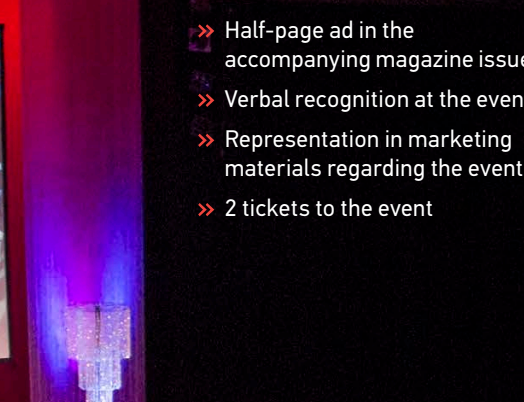 » Half-page ad in the
accompanying magazine issue
» Verbal recognition at the even
» Representation in marketing
materials regarding the event
» 2 tickets to the event